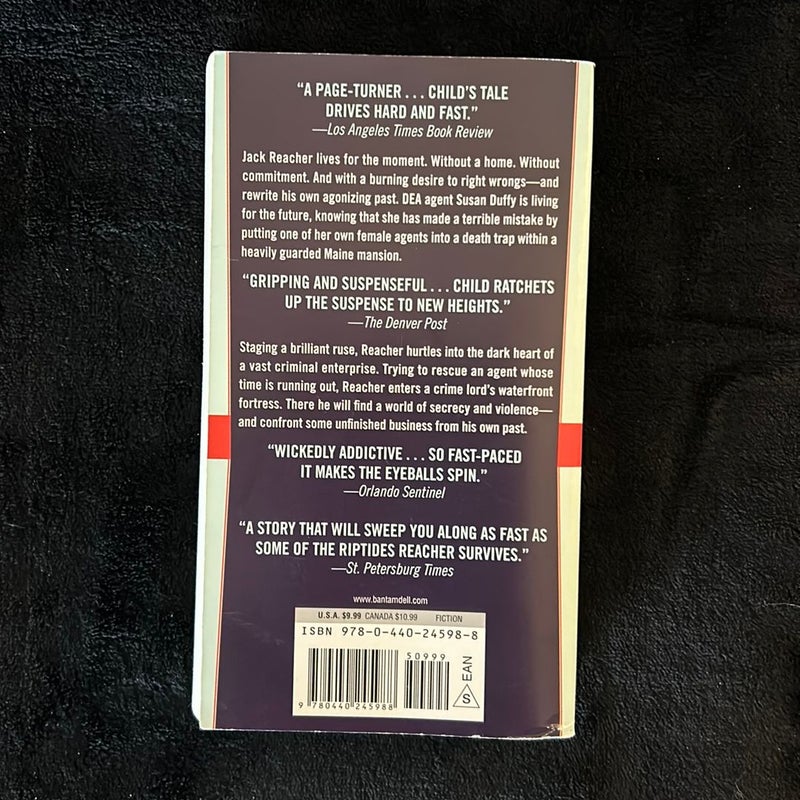 “A PAGE-TURNER . . . CHILD’S TALE
DRIVES HARD AND FAST.”
—Los Angeles Times Book Review
Jack Reacher lives for the moment. Without a home. Without
commitment. And with a burning desire to right wrongs—and
rewrite his own agonizing past. DEA agent Susan Duffy is living
for the future, knowing that she has made a terrible mistake by
putting one of her own female agents into a death trap within a
heavily guarded Maine mansion.
“GRIPPING AND SUSPENSEFUL . . . CHILD RATCHETS
UP THE SUSPENSE TO NEW HEIGHTS.”
—The Denver Post
Staging a brilliant ruse, Reacher hurtles into the dark heart of
a vast criminal enterprise. Trying to rescue an agent whose
time is running out, Reacher enters a crime lord’s waterfront
fortress. There he will find a world of secrecy and violence—
and confront some unfinished business from his own past.
“WICKEDLY ADDICTIVE . . . SO FAST-PACED
IT MAKES THE EYEBALLS SPIN.”
—Orlando Sentinel
“A STORY THAT WILL SWEEP YOU ALONG AS FAST AS
SOME OF THE RIPTIDES REACHER SURVIVES.”
—St. Petersburg Times
www.bantamdell.com
U.S.A. $9.99 CANADA $10.99 FICTION
ISBN 978-0-440-24598-8
50999
9 780440 245988
S EAN